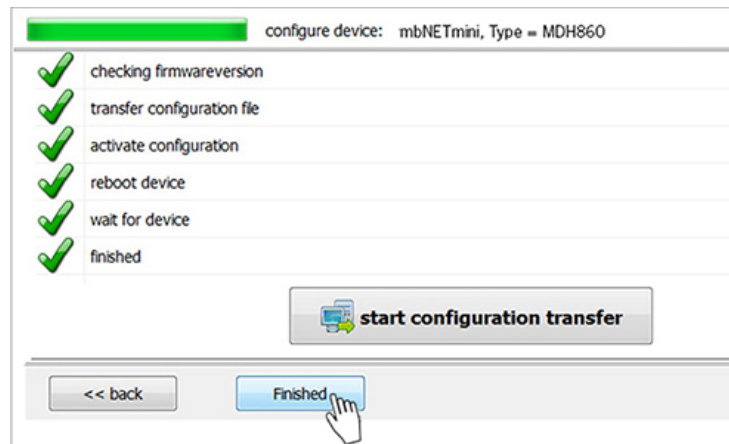 configure device: mbNETmini, Type = MDH860
checking firmwareversion
transfer configuration file
activate configuration
reboot device
wait for device
finished
start configuration transfer
<< back
Finished